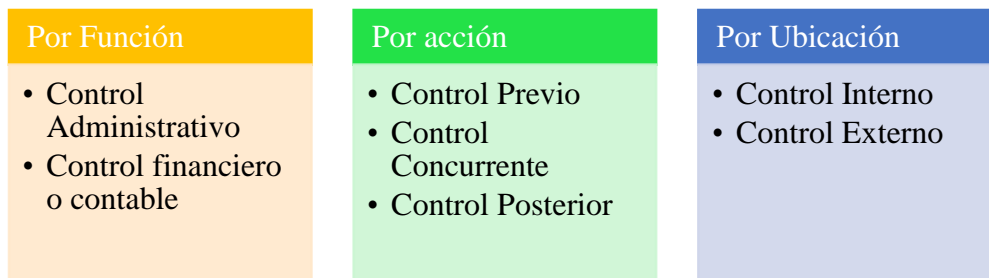 Por Función
• Control
Administrativo
• Control financiero
o contable
Por acción
• Control Previo
• Control
Concurrente
• Control Posterior
Por Ubicación
• Control Interno
• Control Externo